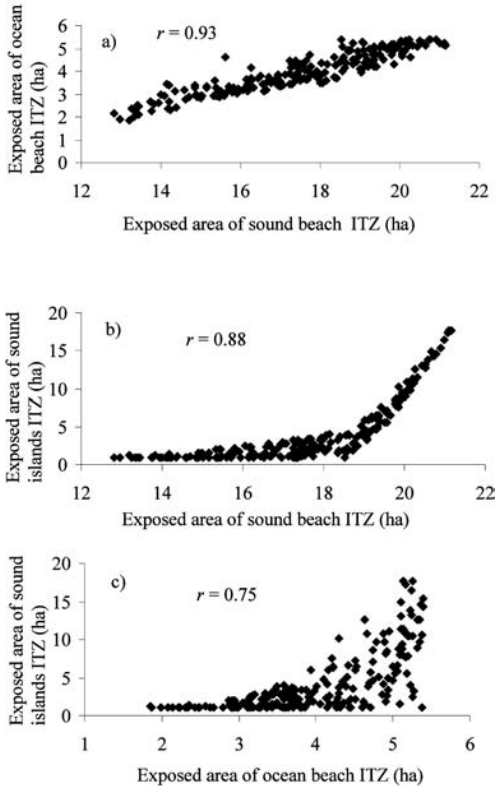 Exposed area of ocean
beach ITZ (ha)
a)
r = 0.93
6
5
4
3
2
1
0
12 14 16 18 20 22
Exposed area of sound beach ITZ (ha)
Exposed area of sound
islands ITZ (ha)
b)
r = 0.88
20
15
10
5
0
12 14 16 18 20 22
Exposed area of sound beach ITZ (ha)
Exposed area of sound
islands ITZ (ha)
c)
r = 0.75
20
15
10
5
0
1 2 3 4 5 6
Exposed area of ocean beach ITZ (ha)